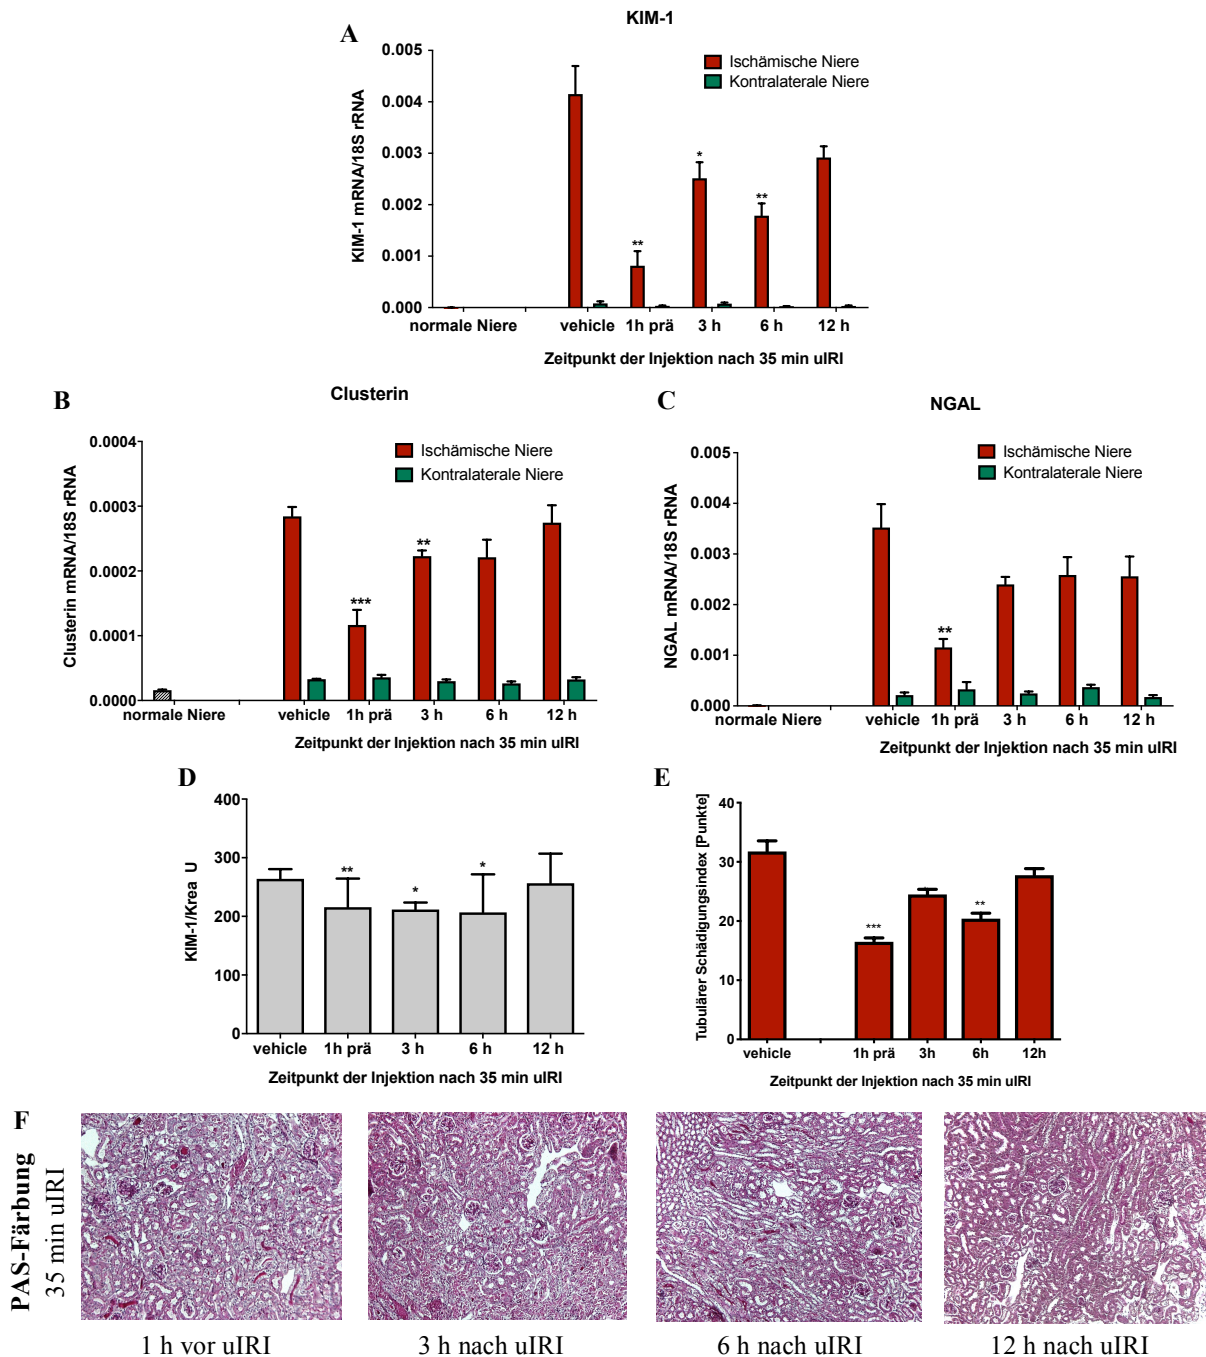 KIM-1
A
0.005
0.004
0.003
0.002
0.001
0.000
KIM-1 mRNA/18S rRNA
Ischämische Niere
Kontralaterale Niere
*
**
**
normale Niere vehicle 1h prä 3 h 6 h 12 h
Zeitpunkt der Injektion nach 35 min uIRI
B
Clusterin
0.0004
0.0003
0.0002
0.0001
0.0000
Clusterin mRNA/18S rRNA
Ischämische Niere
Kontralaterale Niere
**
***
normale Niere vehicle 1h prä 3 h 6 h 12 h
Zeitpunkt der Injektion nach 35 min uIRI
C
NGAL
0.005
0.004
0.003
0.002
0.001
0.000
NGAL mRNA/18S rRNA
Ischämische Niere
Kontralaterale Niere
**
normale Niere vehicle 1h prä 3 h 6 h 12 h
Zeitpunkt der Injektion nach 35 min uIRI
D
400
300
200
100
0
KIM-1/Krea U
** * *
vehicle 1h prä 3 h 6 h 12 h
Zeitpunkt der Injektion nach 35 min uIRI
E
40
30
20
10
0
Tubulärer Schädigungsindex [Punkte]
*** **
vehicle 1h prä 3h 6h 12h
Zeitpunkt der Injektion nach 35 min uIRI
F
PAS-Färbung
35 min uIRI
1 h vor uIRI 3 h nach uIRI 6 h nach uIRI 12 h nach uIRI